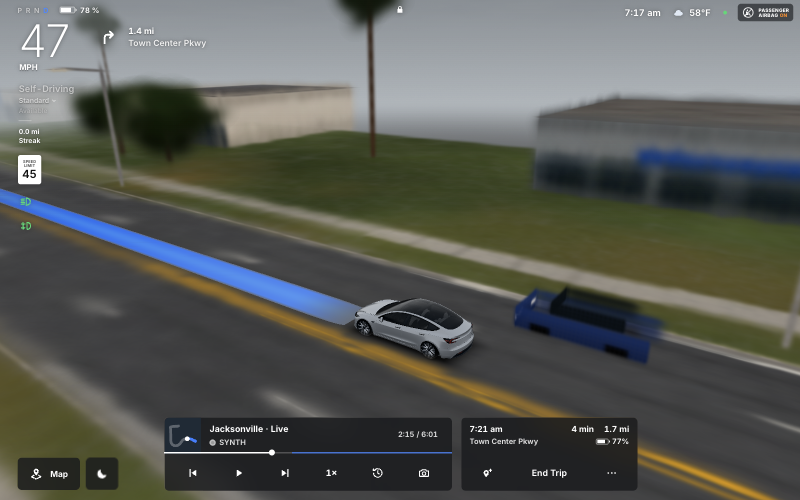 P R N
78 %
47
MPH
1.4 mi
Town Center Pkwy
7:17 am
58°F
PASSENGER
AIRBAG ON
Self-Driving
Standard
0.0 mi
Streak
SPEED
LIMIT
45
Jacksonville · Live
SYNTH
2:15 / 6:01
1×
7:21 am
4 min
1.7 mi
Town Center Pkwy
77%
End Trip
Map